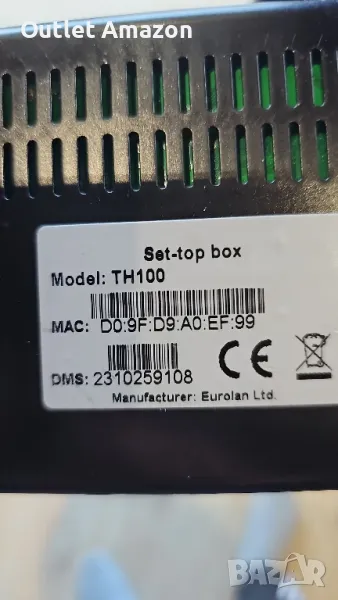 Outlet Amazon
Set-top box
Model: TH100
MAC: D0:9F:D9:A0:EF:99
DMS: 2310259108
CE
Manufacturer: Eurolan Ltd.
BAZAR